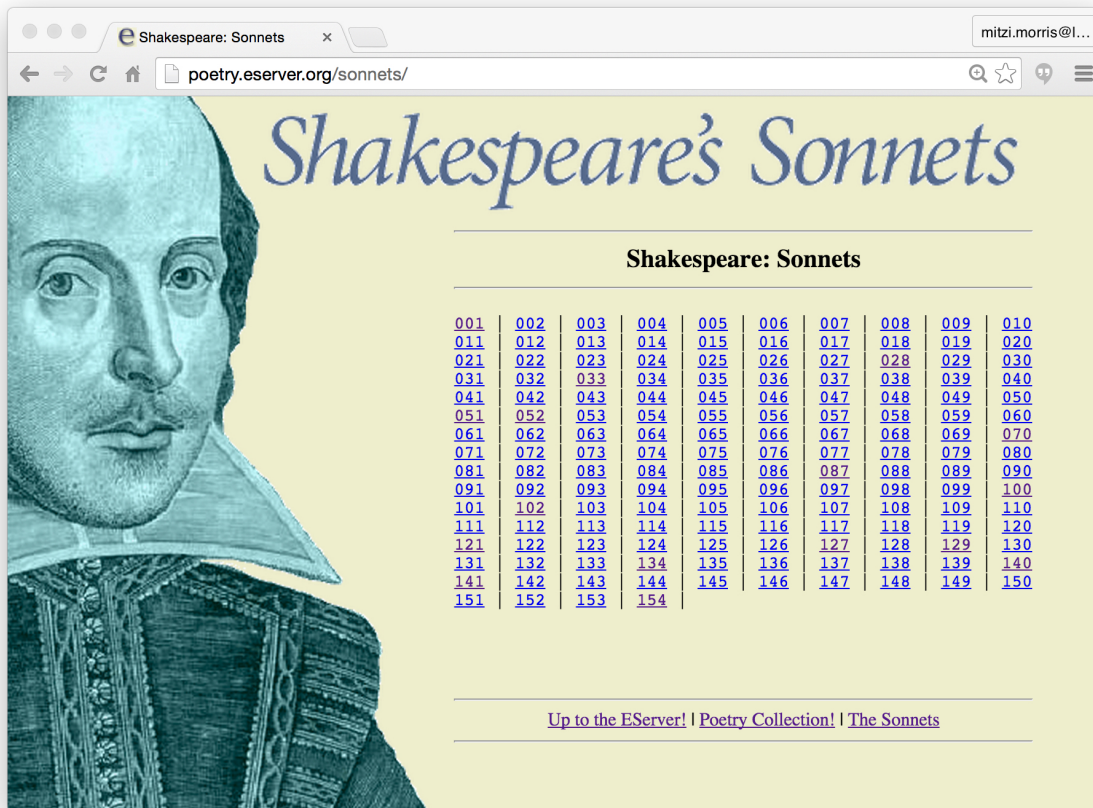 Shakespeare: Sonnets ×
mitzi.morris@l...
poetry.eserver.org/sonnets/
Shakespeare's Sonnets
Shakespeare: Sonnets
001 | 002 | 003 | 004 | 005 | 006 | 007 | 008 | 009 | 010
011 | 012 | 013 | 014 | 015 | 016 | 017 | 018 | 019 | 020
021 | 022 | 023 | 024 | 025 | 026 | 027 | 028 | 029 | 030
031 | 032 | 033 | 034 | 035 | 036 | 037 | 038 | 039 | 040
041 | 042 | 043 | 044 | 045 | 046 | 047 | 048 | 049 | 050
051 | 052 | 053 | 054 | 055 | 056 | 057 | 058 | 059 | 060
061 | 062 | 063 | 064 | 065 | 066 | 067 | 068 | 069 | 070
071 | 072 | 073 | 074 | 075 | 076 | 077 | 078 | 079 | 080
081 | 082 | 083 | 084 | 085 | 086 | 087 | 088 | 089 | 090
091 | 092 | 093 | 094 | 095 | 096 | 097 | 098 | 099 | 100
101 | 102 | 103 | 104 | 105 | 106 | 107 | 108 | 109 | 110
111 | 112 | 113 | 114 | 115 | 116 | 117 | 118 | 119 | 120
121 | 122 | 123 | 124 | 125 | 126 | 127 | 128 | 129 | 130
131 | 132 | 133 | 134 | 135 | 136 | 137 | 138 | 139 | 140
141 | 142 | 143 | 144 | 145 | 146 | 147 | 148 | 149 | 150
151 | 152 | 153 | 154 |
Up to the EServer! | Poetry Collection! | The Sonnets